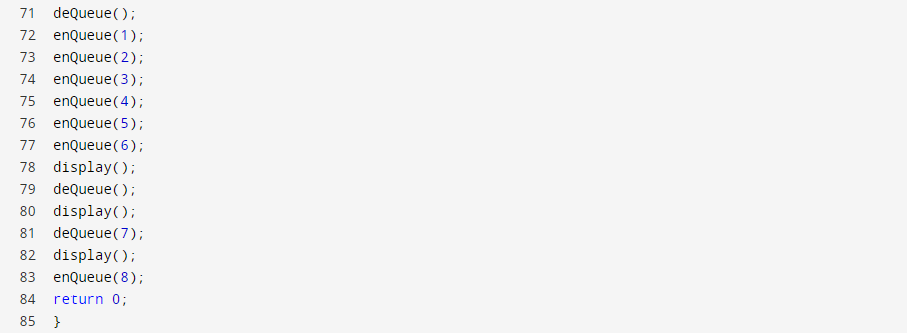 71 deQueue();
72 enQueue(1);
73 enQueue(2);
74 enQueue(3);
75 enQueue(4);
76 enQueue(5);
77 enQueue(6);
78 display();
79 deQueue();
80 display();
81 deQueue(7);
82 display();
83 enQueue(8);
84 return 0;
85 }